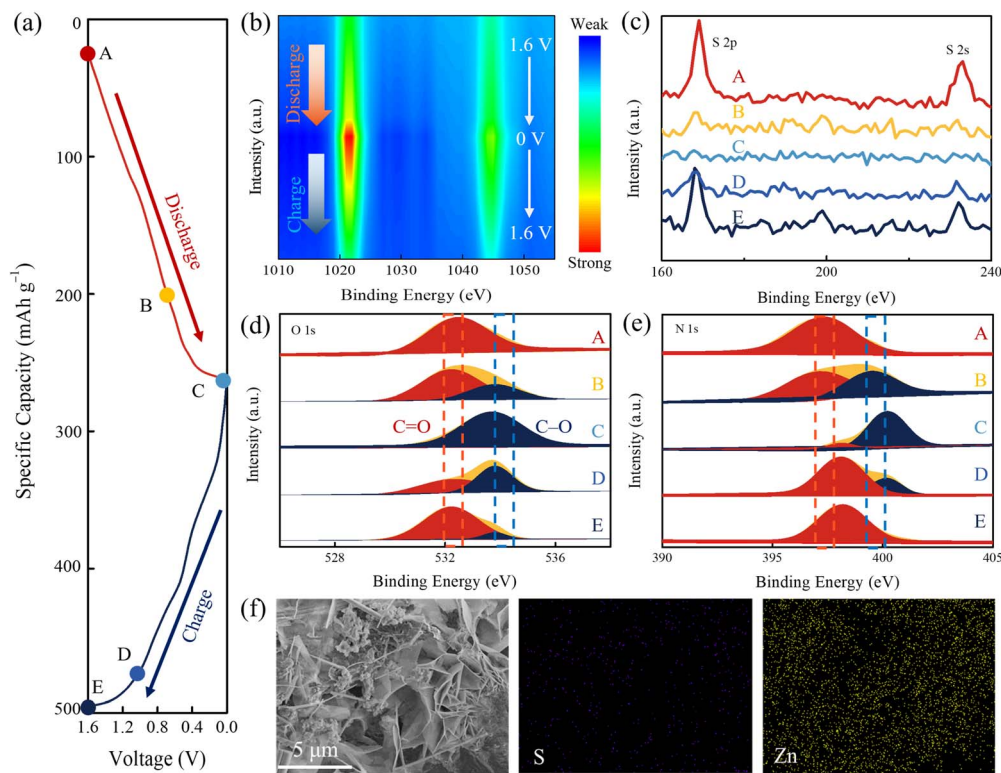 (a)
0
100
200
300
400
500
Specific Capacity (mAh g⁻¹)
A
B
C
D
E
Discharge
Charge
1.6 1.2 0.8 0.4 0.0
Voltage (V)
(b)
Intensity (a.u.)
Discharge
Charge
1.6 V
0 V
1.6 V
1010 1020 1030 1040 1050
Binding Energy (eV)
Weak
Strong
(c)
Intensity (a.u.)
S 2p
S 2s
A
B
C
D
E
160 180 200 220 240
Binding Energy (eV)
(d)
O 1s
Intensity (a.u.)
A
B
C=O
C–O
C
D
E
528 532 536
Binding Energy (eV)
(e)
N 1s
Intensity (a.u.)
A
B
C
D
E
390 395 400 405
Binding Energy (eV)
(f)
5 μm
S
Zn